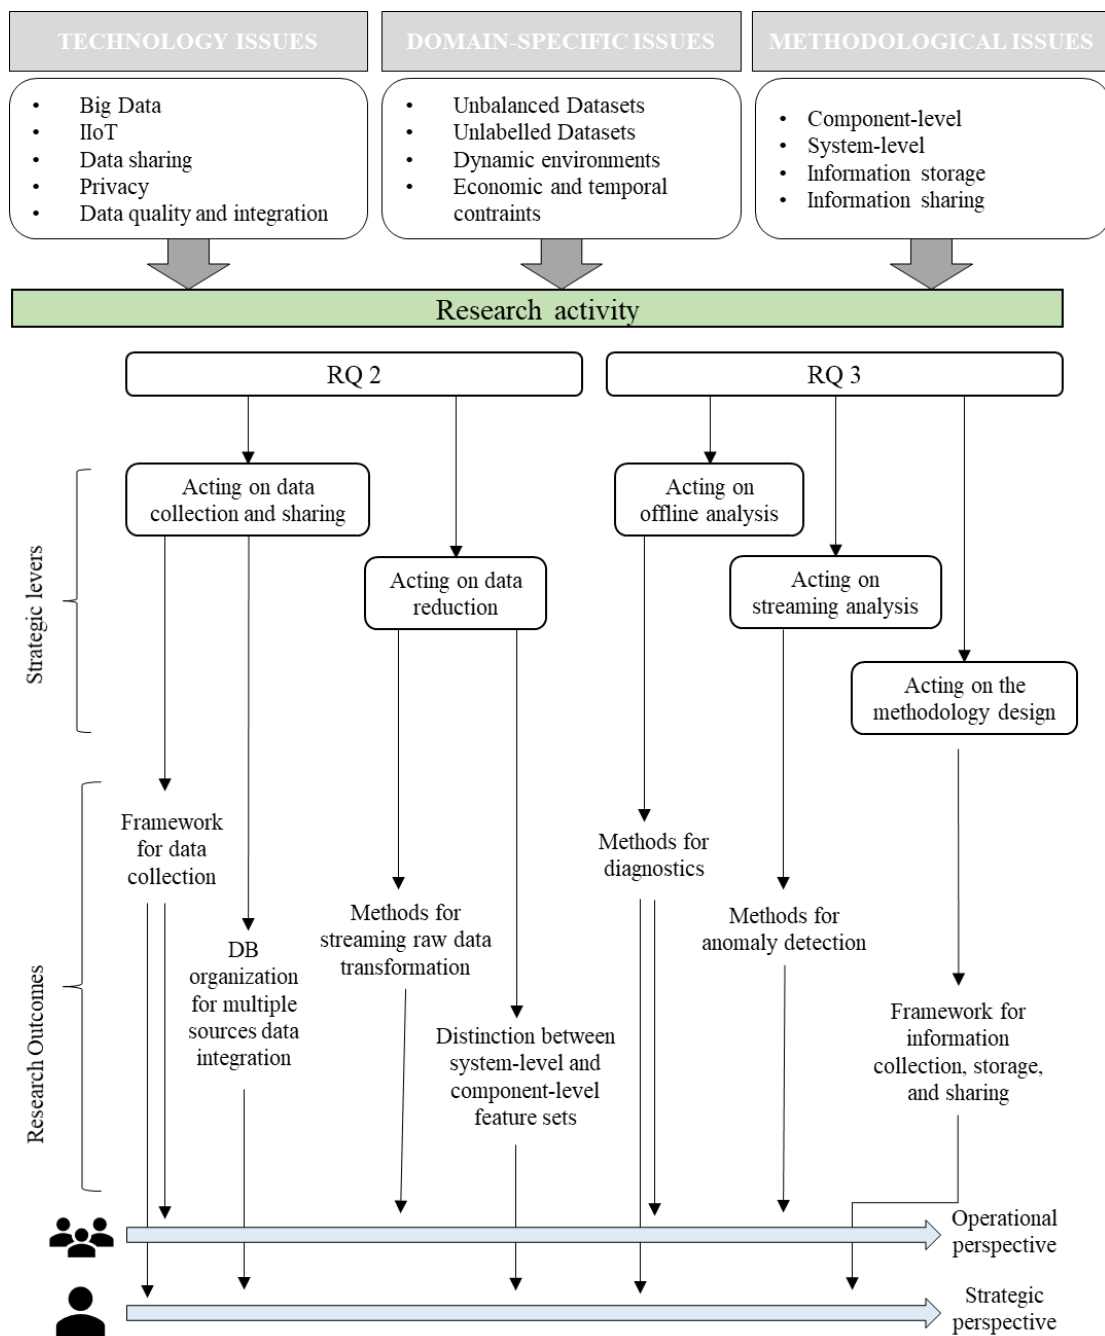 TECHNOLOGY ISSUES
DOMAIN-SPECIFIC ISSUES
METHODOLOGICAL ISSUES
• Big Data
• IIoT
• Data sharing
• Privacy
• Data quality and integration
• Unbalanced Datasets
• Unlabelled Datasets
• Dynamic environments
• Economic and temporal
contraints
• Component-level
• System-level
• Information storage
• Information sharing
Research activity
RQ 2
RQ 3
Strategic levers
Acting on data
collection and sharing
Acting on data
reduction
Acting on
offline analysis
Acting on
streaming analysis
Acting on the
methodology design
Research Outcomes
Framework
for data
collection
DB
organization
for multiple
sources data
integration
Methods for
streaming raw data
transformation
Distinction between
system-level and
component-level
feature sets
Methods for
diagnostics
Methods for
anomaly detection
Framework for
information
collection, storage,
and sharing
Operational
perspective
Strategic
perspective